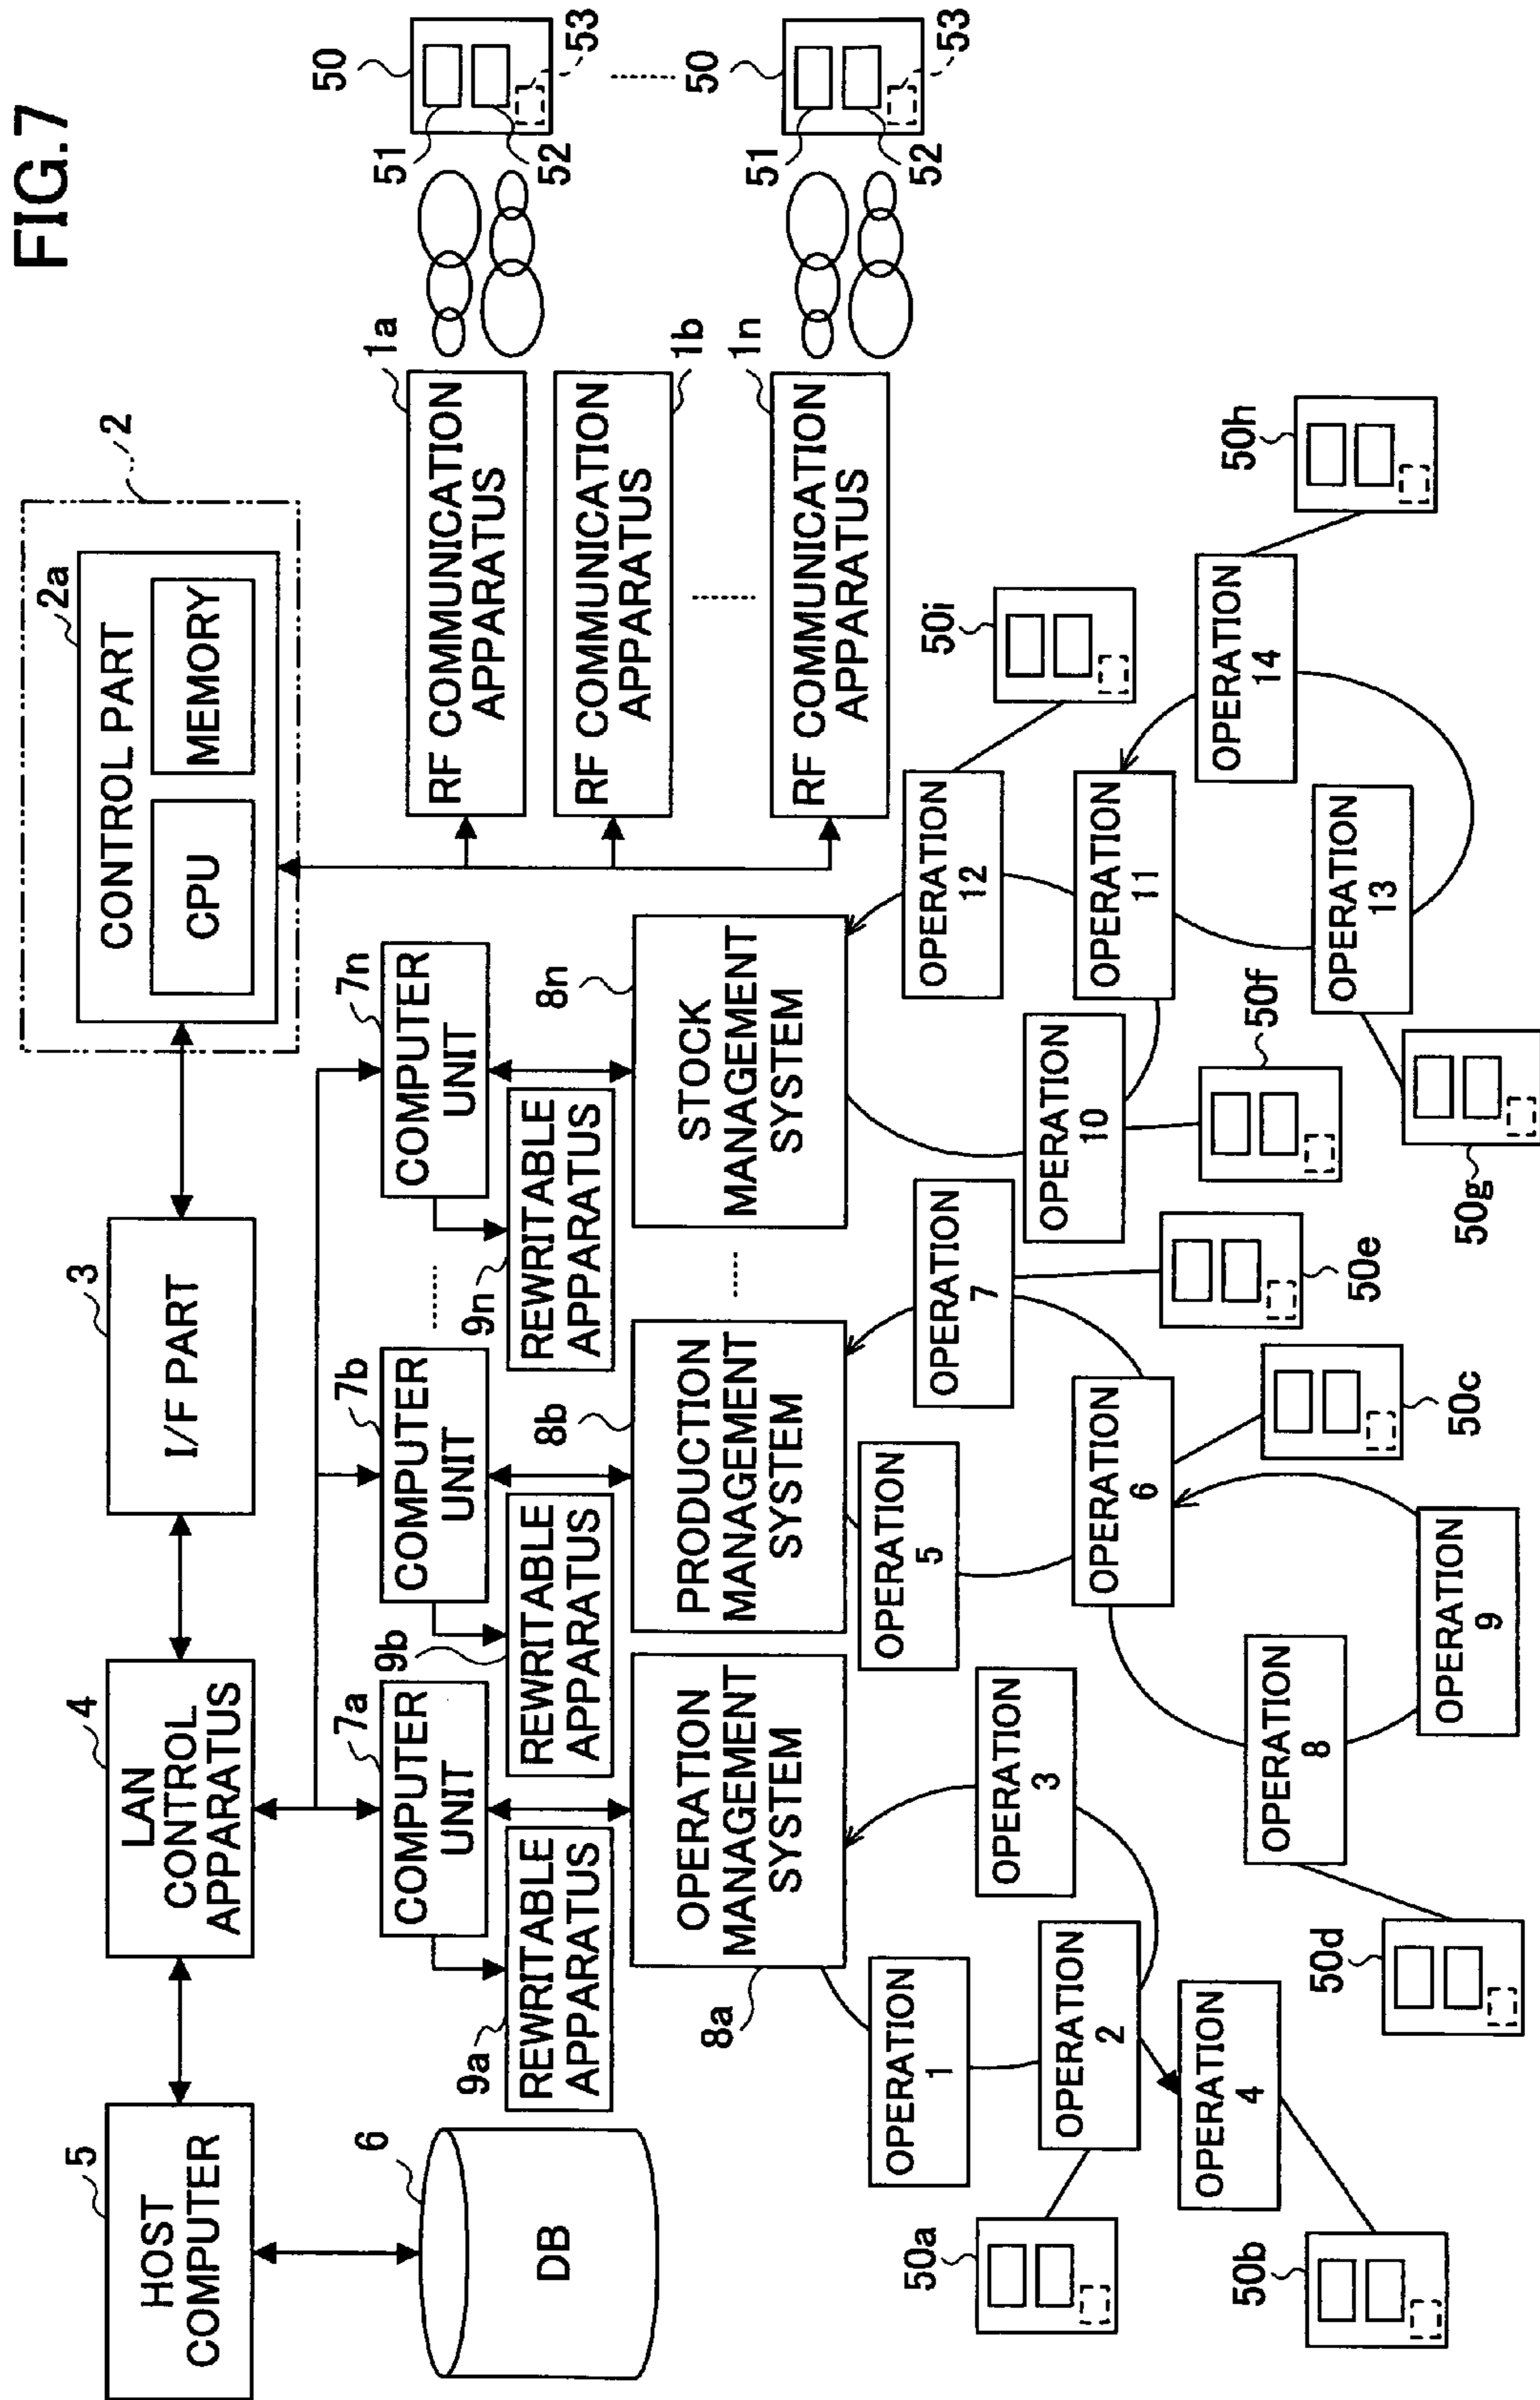 FIG.7
5
HOST
COMPUTER
4
LAN
CONTROL
APPARATUS
3
I/F PART
2
2a
CONTROL PART
CPU
MEMORY
6
DB
7a
COMPUTER
UNIT
7b
COMPUTER
UNIT
7n
COMPUTER
UNIT
9a
REWRITABLE
APPARATUS
9b
REWRITABLE
APPARATUS
9n
REWRITABLE
APPARATUS
8a
OPERATION
MANAGEMENT
SYSTEM
8b
PRODUCTION
MANAGEMENT
SYSTEM
8n
STOCK
MANAGEMENT
SYSTEM
1a
RF COMMUNICATION
APPARATUS
1b
RF COMMUNICATION
APPARATUS
1n
RF COMMUNICATION
APPARATUS
50
51
52
53
50
51
52
53
OPERATION
1
OPERATION
2
OPERATION
3
OPERATION
4
50a
50b
OPERATION
5
OPERATION
6
OPERATION
7
OPERATION
8
OPERATION
9
50c
50d
50e
OPERATION
10
OPERATION
11
OPERATION
12
OPERATION
13
OPERATION
14
50f
50g
50h
50i